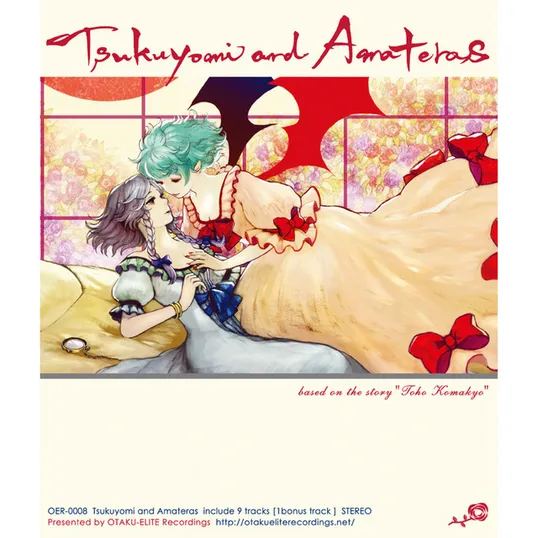 Tsukuyomi and Amateras
based on the story "Toho Komakyo"
OER-0008 Tsukuyomi and Amateras include 9 tracks [1bonus track] STEREO
Presented by OTAKU-ELITE Recordings http://otakueliterecordings.net/